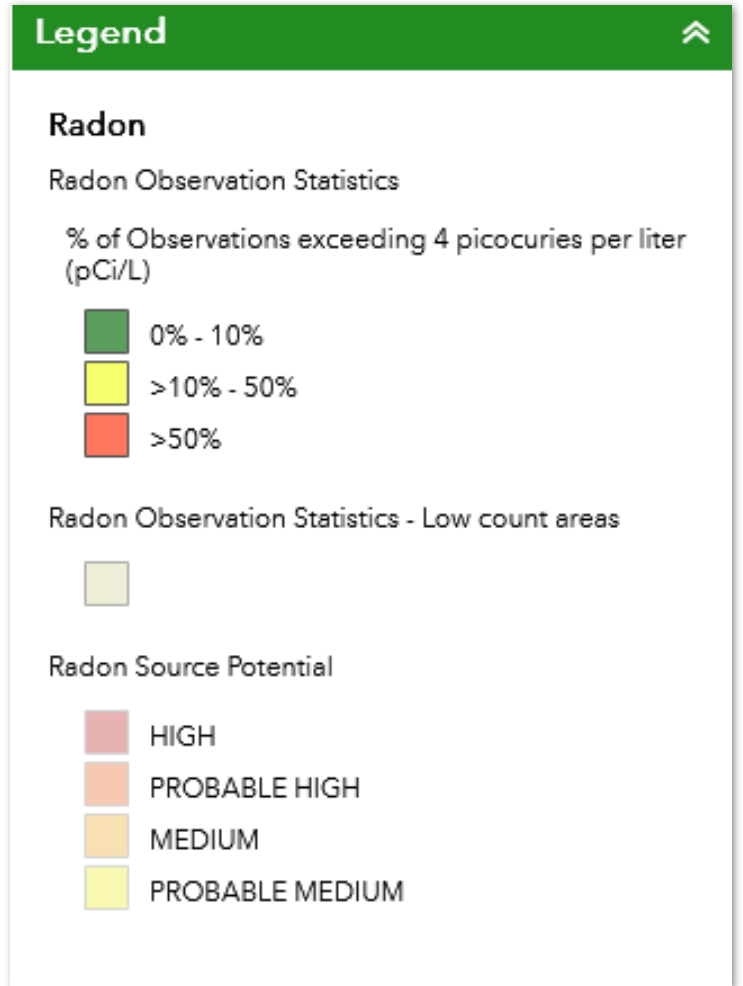 Legend
Radon
Radon Observation Statistics
% of Observations exceeding 4 picocuries per liter
(pCi/L)
0% - 10%
>10% - 50%
>50%
Radon Observation Statistics - Low count areas
Radon Source Potential
HIGH
PROBABLE HIGH
MEDIUM
PROBABLE MEDIUM